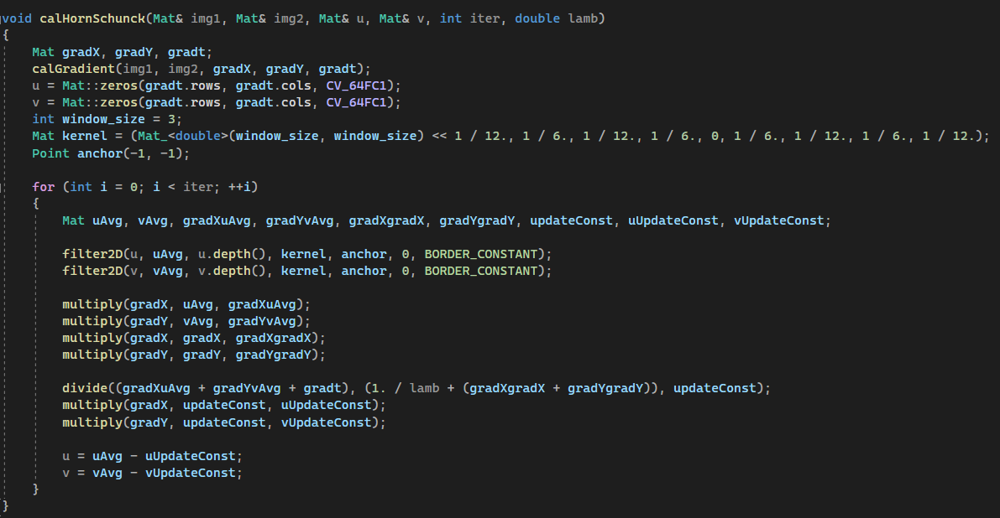 void calHornSchunck(Mat& img1, Mat& img2, Mat& u, Mat& v, int iter, double lamb)
{
    Mat gradX, gradY, gradt;
    calGradient(img1, img2, gradX, gradY, gradt);
    u = Mat::zeros(gradt.rows, gradt.cols, CV_64FC1);
    v = Mat::zeros(gradt.rows, gradt.cols, CV_64FC1);
    int window_size = 3;
    Mat kernel = (Mat_<double>(window_size, window_size) << 1 / 12., 1 / 6., 1 / 12., 1 / 6., 0, 1 / 6., 1 / 12., 1 / 6., 1 / 12.);
    Point anchor(-1, -1);

    for (int i = 0; i < iter; ++i)
    {
        Mat uAvg, vAvg, gradXuAvg, gradYvAvg, gradXgradX, gradYgradY, updateConst, uUpdateConst, vUpdateConst;

        filter2D(u, uAvg, u.depth(), kernel, anchor, 0, BORDER_CONSTANT);
        filter2D(v, vAvg, v.depth(), kernel, anchor, 0, BORDER_CONSTANT);

        multiply(gradX, uAvg, gradXuAvg);
        multiply(gradY, vAvg, gradYvAvg);
        multiply(gradX, gradX, gradXgradX);
        multiply(gradY, gradY, gradYgradY);

        divide((gradXuAvg + gradYvAvg + gradt), (1. / lamb + (gradXgradX + gradYgradY)), updateConst);
        multiply(gradX, updateConst, uUpdateConst);
        multiply(gradY, updateConst, vUpdateConst);

        u = uAvg - uUpdateConst;
        v = vAvg - vUpdateConst;
    }
}